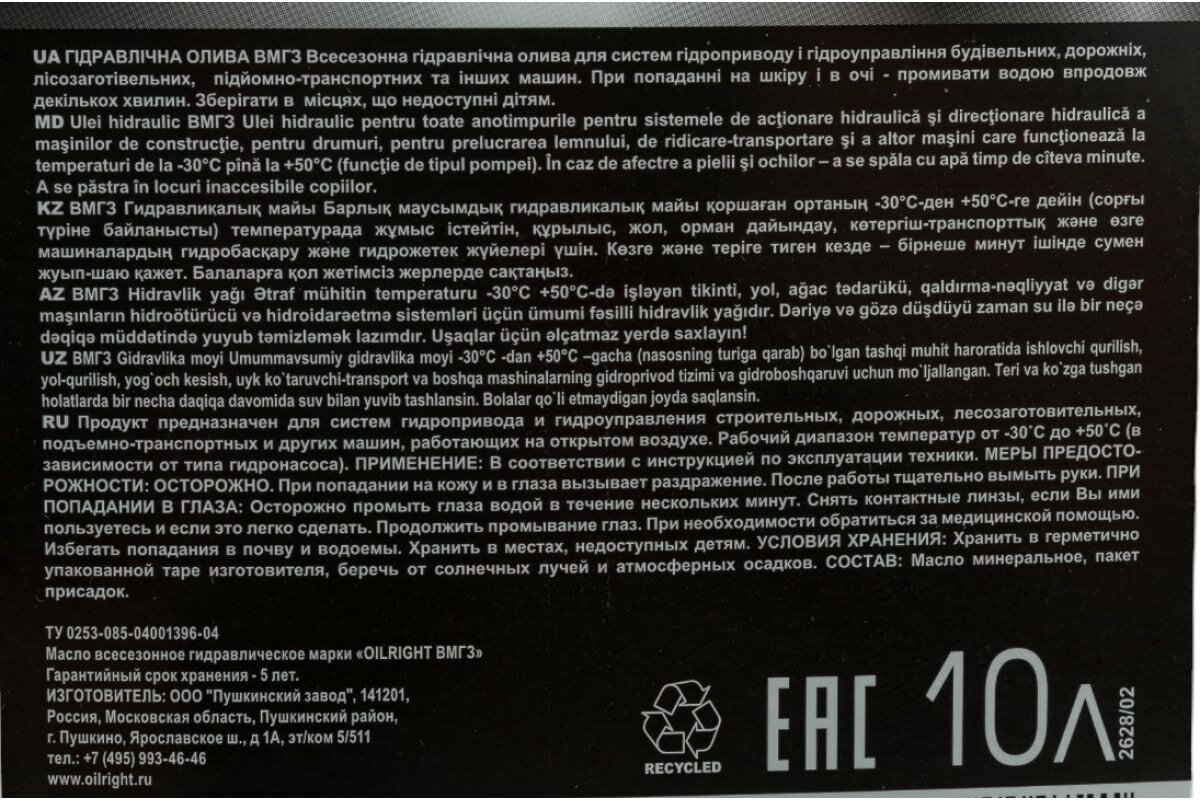 UA ГІДРАВЛІЧНА ОЛИВА ВМГЗ Всесезонна гідравлічна олива для систем гідроприводу і гідроуправління будівельних, дорожніх,
лісозаготівельних, підйомно-транспортних та інших машин. При попаданні на шкіру і в очі - промивати водою впродовж
декількох хвилин. Зберігати в місцях, що недоступні дітям.
MD Ulei hidraulic ВМГЗ Ulei hidraulic pentru toate anotimpurile pentru sistemele de acţionare hidraulică şi direcţionare hidraulică a
maşinilor de construcţie, pentru drumuri, pentru prelucrarea lemnului, de ridicare-transportare şi a altor maşini care funcţionează la
temperaturi de la -30°C pînă la +50°C (funcţie de tipul pompei). În caz de afectre a pielii şi ochilor – a se spăla cu apă timp de cîteva minute.
A se păstra în locuri inaccesibile copiilor.
KZ ВМГЗ Гидравликалық майы Барлық маусымдық гидравликалық майы қоршаған ортаның -30°С-ден +50°С-ге дейін (сорғы
түріне байланысты) температурада жұмыс істейтін, құрылыс, жол, орман дайындау, көтергіш-транспорттық және өзге
машиналардың гидробасқару және гидрожетек жүйелері үшін. Көзге және теріге тиген кезде – бірнеше минут ішінде сумен
жуып-шаю қажет. Балаларға қол жетімсіз жерлерде сақтаңыз.
AZ ВМГЗ Hidravlik yağı Ətraf mühitin temperaturu -30°C +50°C-də işləyən tikinti, yol, ağac tədarükü, qaldırma-nəqliyyat və digər
maşınların hidroötürücü və hidroidarəetmə sistemləri üçün ümumi fəsilli hidravlik yağıdır. Dəriyə və gözə düşdüyü zaman su ilə bir neçə
dəqiqə müddətində yuyub təmizləmək lazımdır. Uşaqlar üçün əlçatmaz yerdə saxlayın!
UZ ВМГЗ Gidravlika moyi Umummavsumiy gidravlika moyi -30°C -dan +50°C –gacha (nasosning turiga qarab) bo`lgan tashqi muhit haroratida ishlovchi qurilish,
yol-qurilish, yog`och kesish, uyk ko`taruvchi-transport va boshqa mashinalarning gidroprivod tizimi va gidroboshqaruvi uchun mo`ljallangan. Teri va ko`zga tushgan
holatlarda bir necha daqiqa davomida suv bilan yuvib tashlansin. Bolalar qo`li etmaydigan joyda saqlansin.
RU Продукт предназначен для систем гидропривода и гидроуправления строительных, дорожных, лесозаготовительных,
подъемно-транспортных и других машин, работающих на открытом воздухе. Рабочий диапазон температур от -30˚С до +50˚С (в
зависимости от типа гидронасоса). ПРИМЕНЕНИЕ: В соответствии с инструкцией по эксплуатации техники. МЕРЫ ПРЕДОСТО-
РОЖНОСТИ: ОСТОРОЖНО. При попадании на кожу и в глаза вызывает раздражение. После работы тщательно вымыть руки. ПРИ
ПОПАДАНИИ В ГЛАЗА: Осторожно промыть глаза водой в течение нескольких минут. Снять контактные линзы, если Вы ими
пользуетесь и если это легко сделать. Продолжить промывание глаз. При необходимости обратиться за медицинской помощью.
Избегать попадания в почву и водоемы. Хранить в местах, недоступных детям. УСЛОВИЯ ХРАНЕНИЯ: Хранить в герметично
упакованной таре изготовителя, беречь от солнечных лучей и атмосферных осадков. СОСТАВ: Масло минеральное, пакет
присадок.
ТУ 0253-085-04001396-04
Масло всесезонное гидравлическое марки «OILRIGHT ВМГЗ»
Гарантийный срок хранения - 5 лет.
ИЗГОТОВИТЕЛЬ: ООО "Пушкинский завод", 141201,
Россия, Московская область, Пушкинский район,
г. Пушкино, Ярославское ш., д 1А, эт/ком 5/511
тел.: +7 (495) 993-46-46
www.oilright.ru
RECYCLED
EAC
10л
2628/02